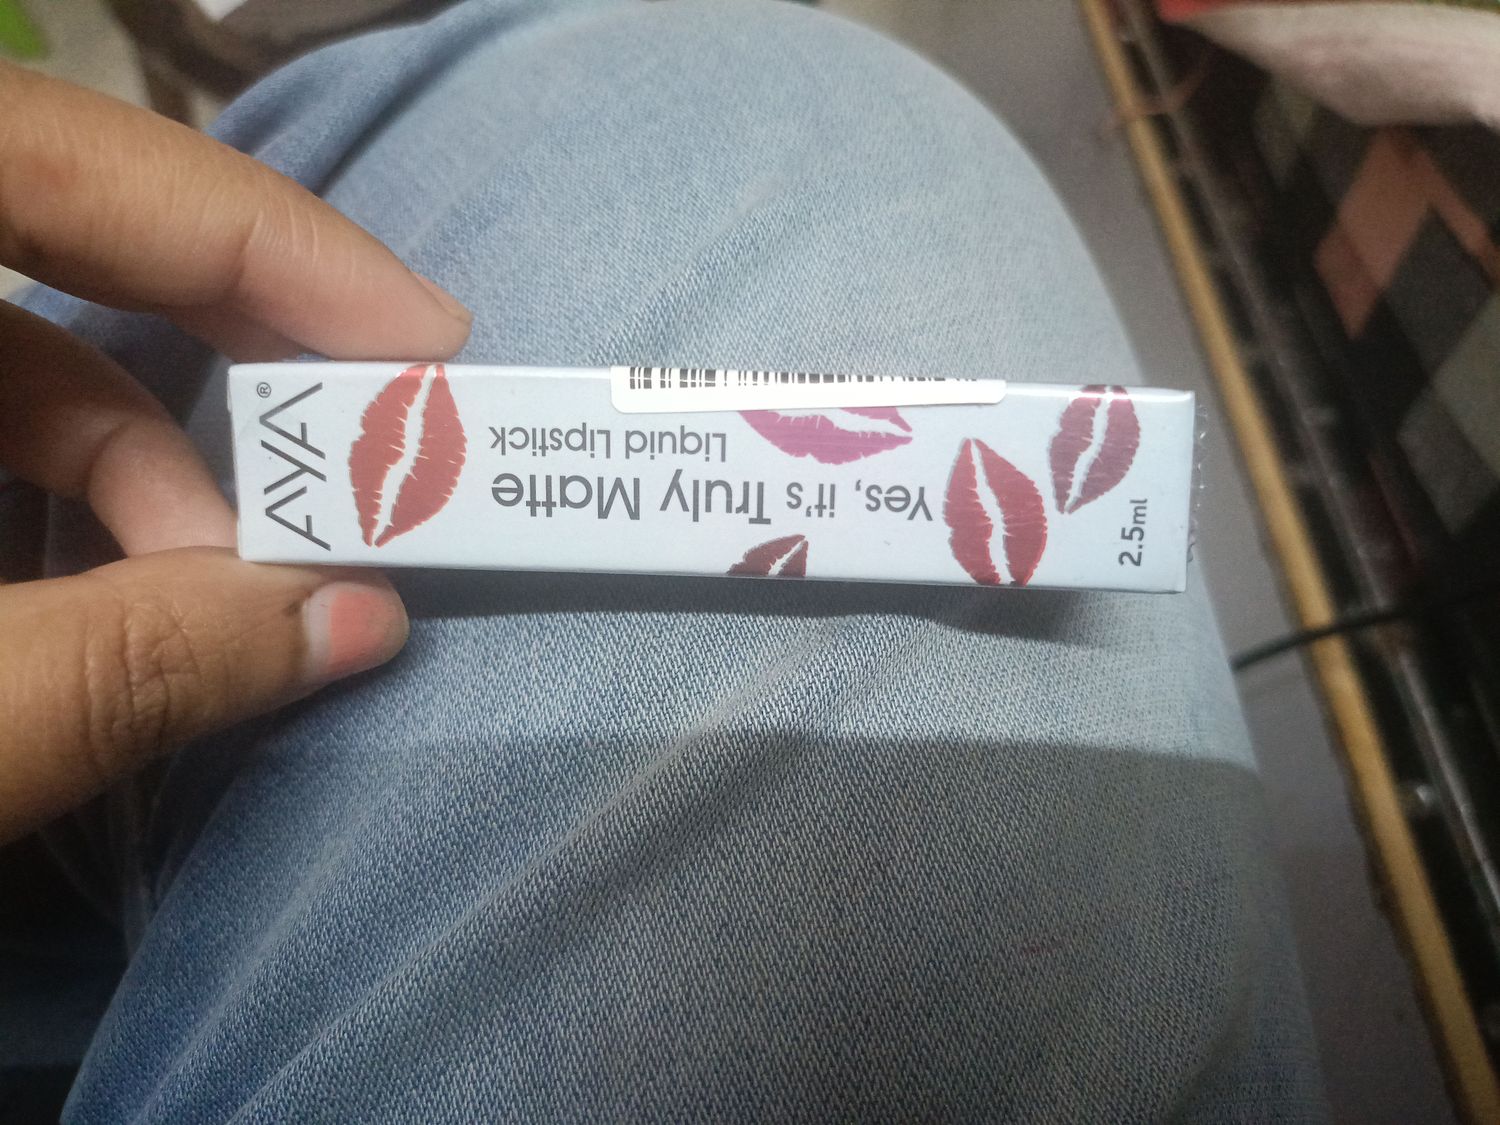 AYA®
Yes, it's Truly Matte
Liquid Lipstick
2.5ml